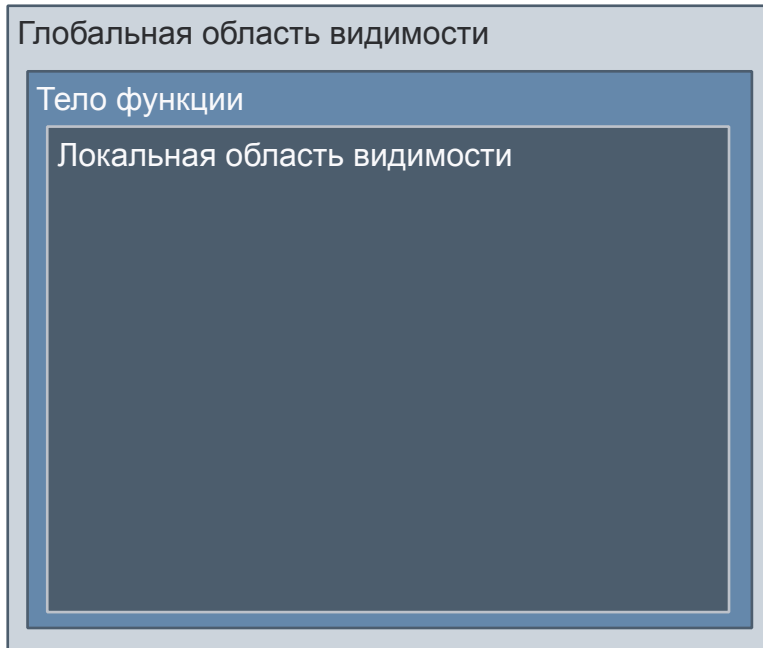 Глобальная область видимости
Тело функции
Локальная область видимости